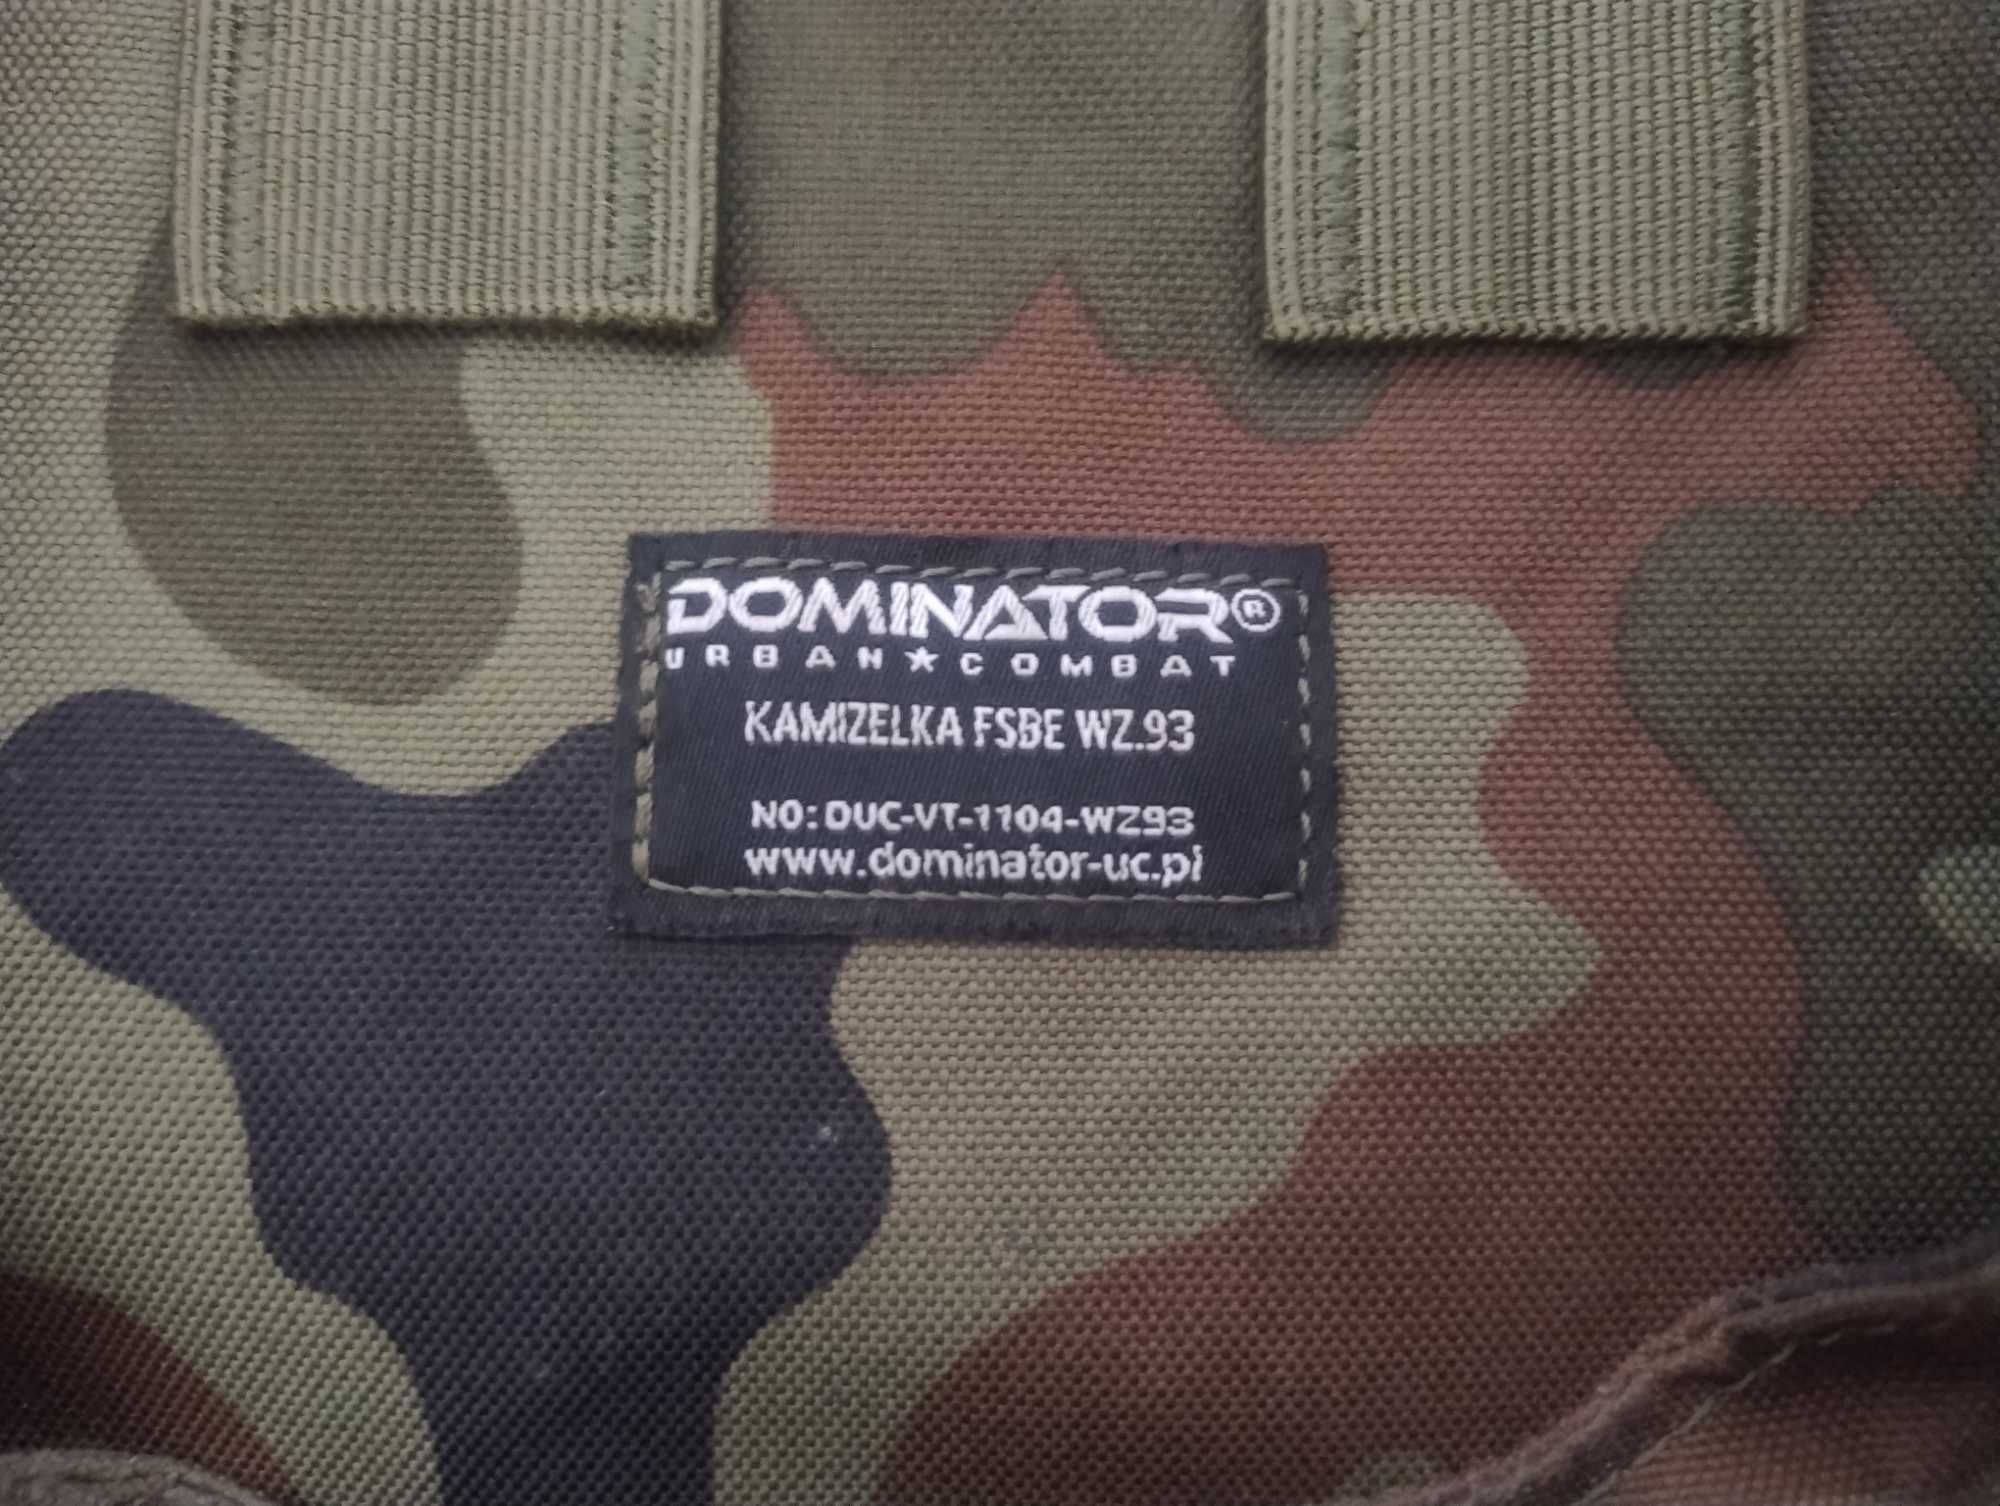 DOMINATOR®
URBAN★COMBAT
KAMIZELKA FSBE WZ.93
NO: DUC-VT-1104-WZ93
www.dominator-uc.pl